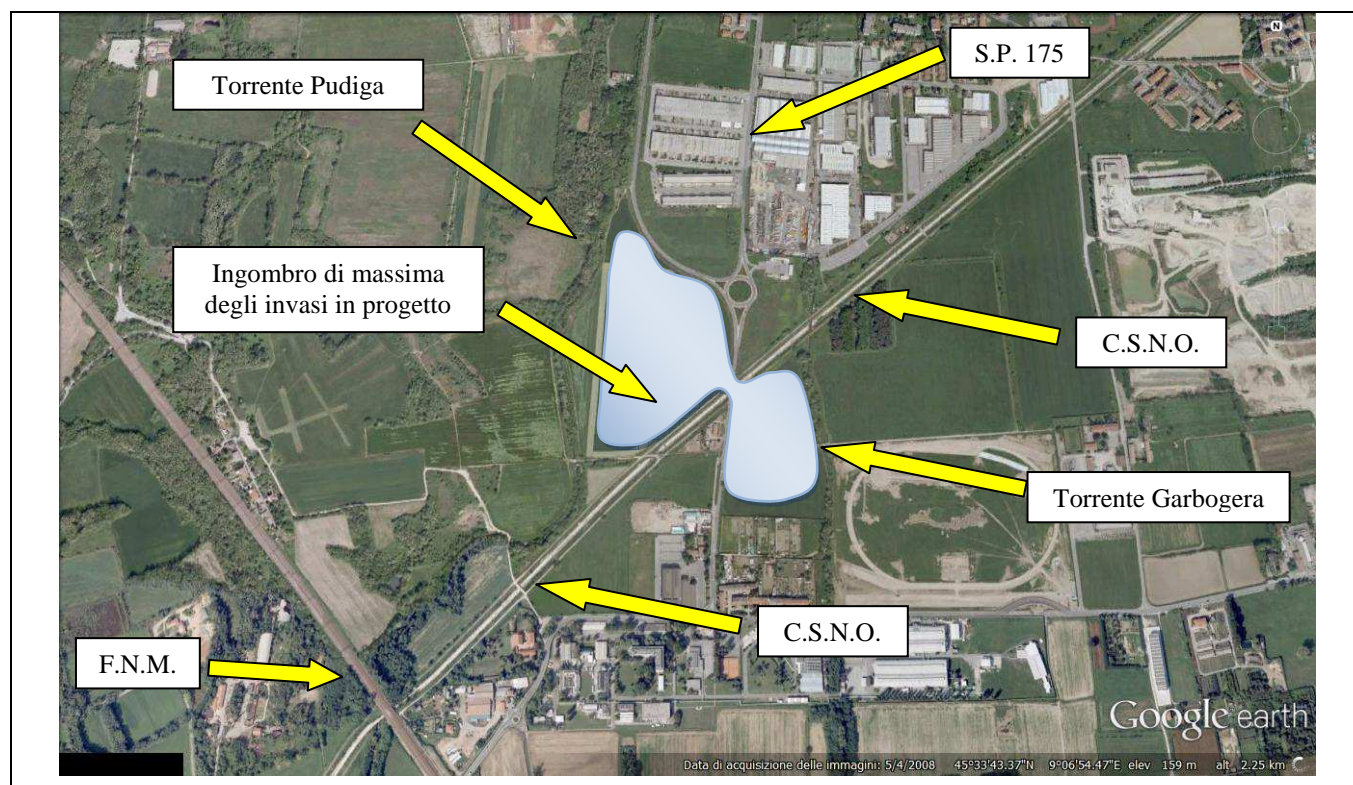 S.P. 175
Torrente Pudiga
Ingombro di massima
degli invasi in progetto
C.S.N.O.
Torrente Garbogera
C.S.N.O.
F.N.M.
Google earth
Data di acquisizione delle immagini: 5/4/2008 45°33'43.37"N 9°06'54.47"E elev 159 m alt 2.25 km
N